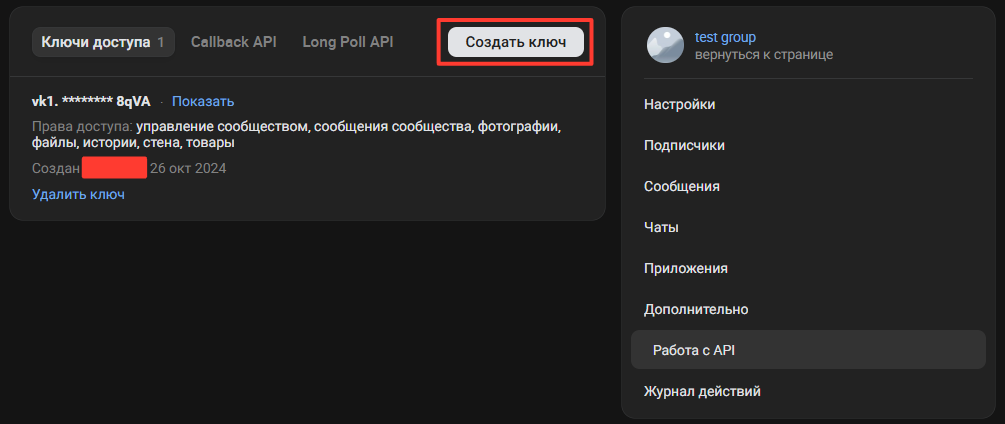 Ключи доступа 1 Callback API Long Poll API Создать ключ
vk1. ******** 8qVA · Показать
Права доступа: управление сообществом, сообщения сообщества, фотографии,
файлы, истории, стена, товары
Создан 26 окт 2024
Удалить ключ
test group
вернуться к странице
Настройки
Подписчики
Сообщения
Чаты
Приложения
Дополнительно
Работа с API
Журнал действий